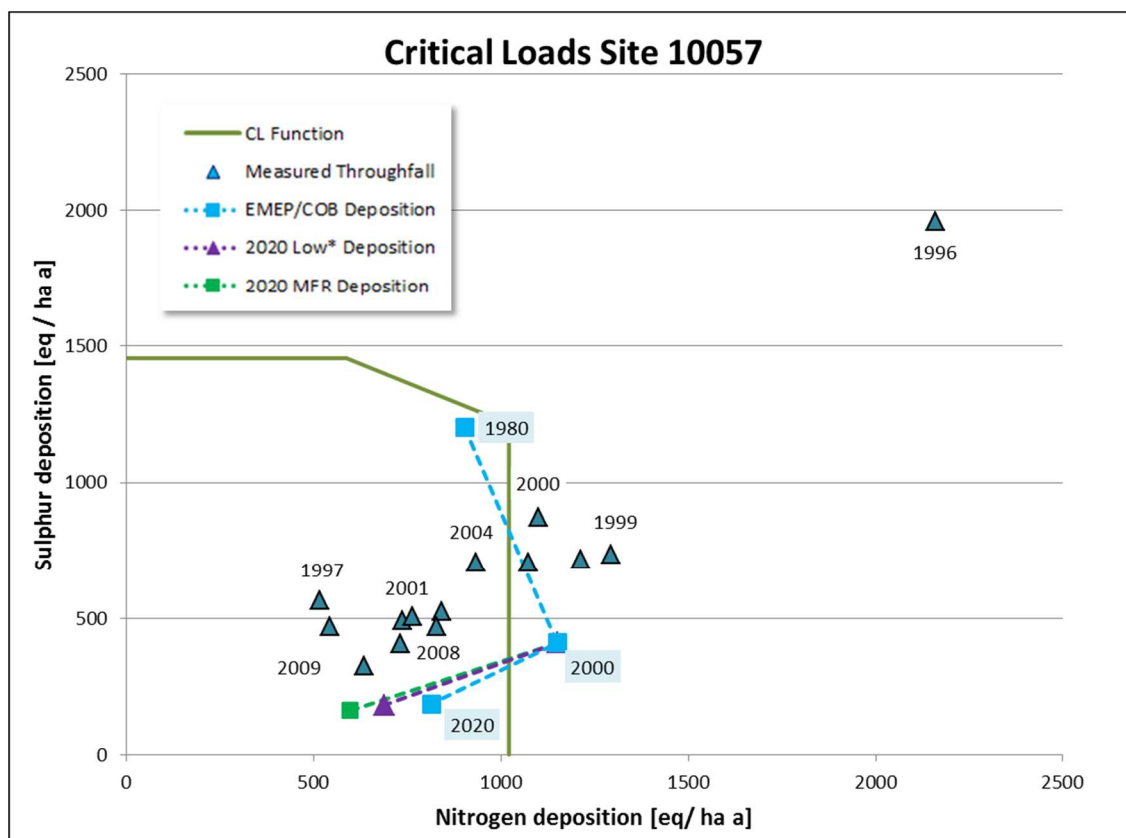 Critical Loads Site 10057
2500
2000
1500
1000
500
0
Sulphur deposition [eq / ha a]
CL Function
Measured Throughfall
EMEP/COB Deposition
2020 Low* Deposition
2020 MFR Deposition
1996
1980
2000
1999
2004
1997
2001
2009
2008
2000
2020
0
500
1000
1500
2000
2500
Nitrogen deposition [eq/ ha a]